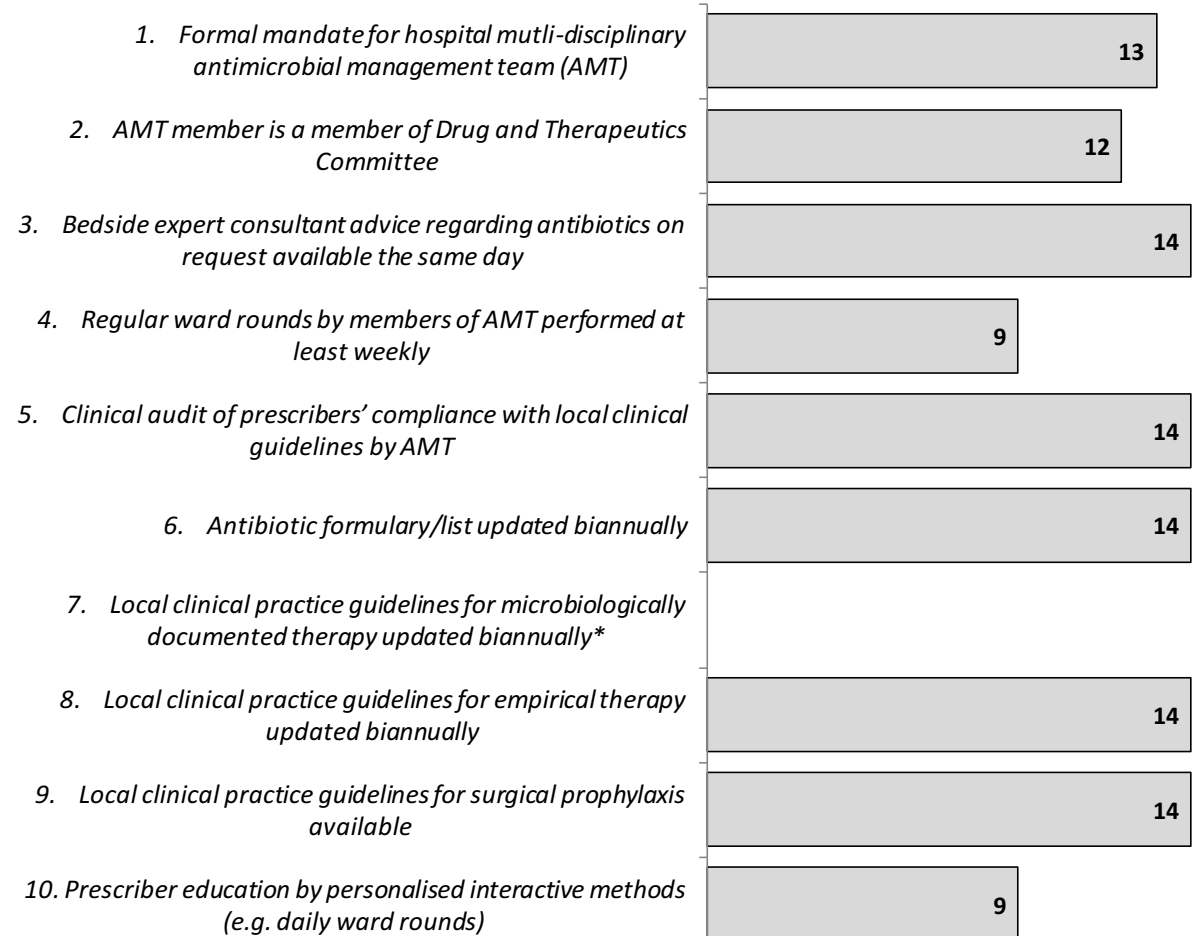 1. Formal mandate for hospital mutli-disciplinary
antimicrobial management team (AMT)
13
2. AMT member is a member of Drug and Therapeutics
Committee
12
3. Bedside expert consultant advice regarding antibiotics on
request available the same day
14
4. Regular ward rounds by members of AMT performed at
least weekly
9
5. Clinical audit of prescribers’ compliance with local clinical
guidelines by AMT
14
6. Antibiotic formulary/list updated biannually
14
7. Local clinical practice guidelines for microbiologically
documented therapy updated biannually*
8. Local clinical practice guidelines for empirical therapy
updated biannually
14
9. Local clinical practice guidelines for surgical prophylaxis
available
14
10. Prescriber education by personalised interactive methods
(e.g. daily ward rounds)
9